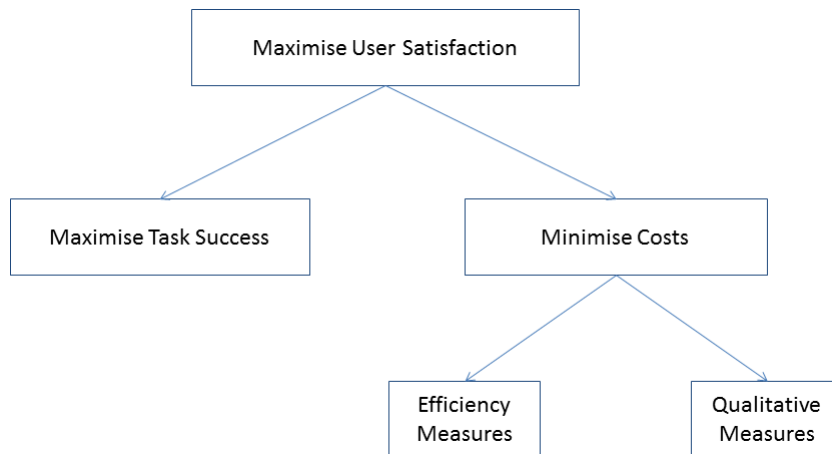 Maximise User Satisfaction
Maximise Task Success
Minimise Costs
Efficiency
Measures
Qualitative
Measures